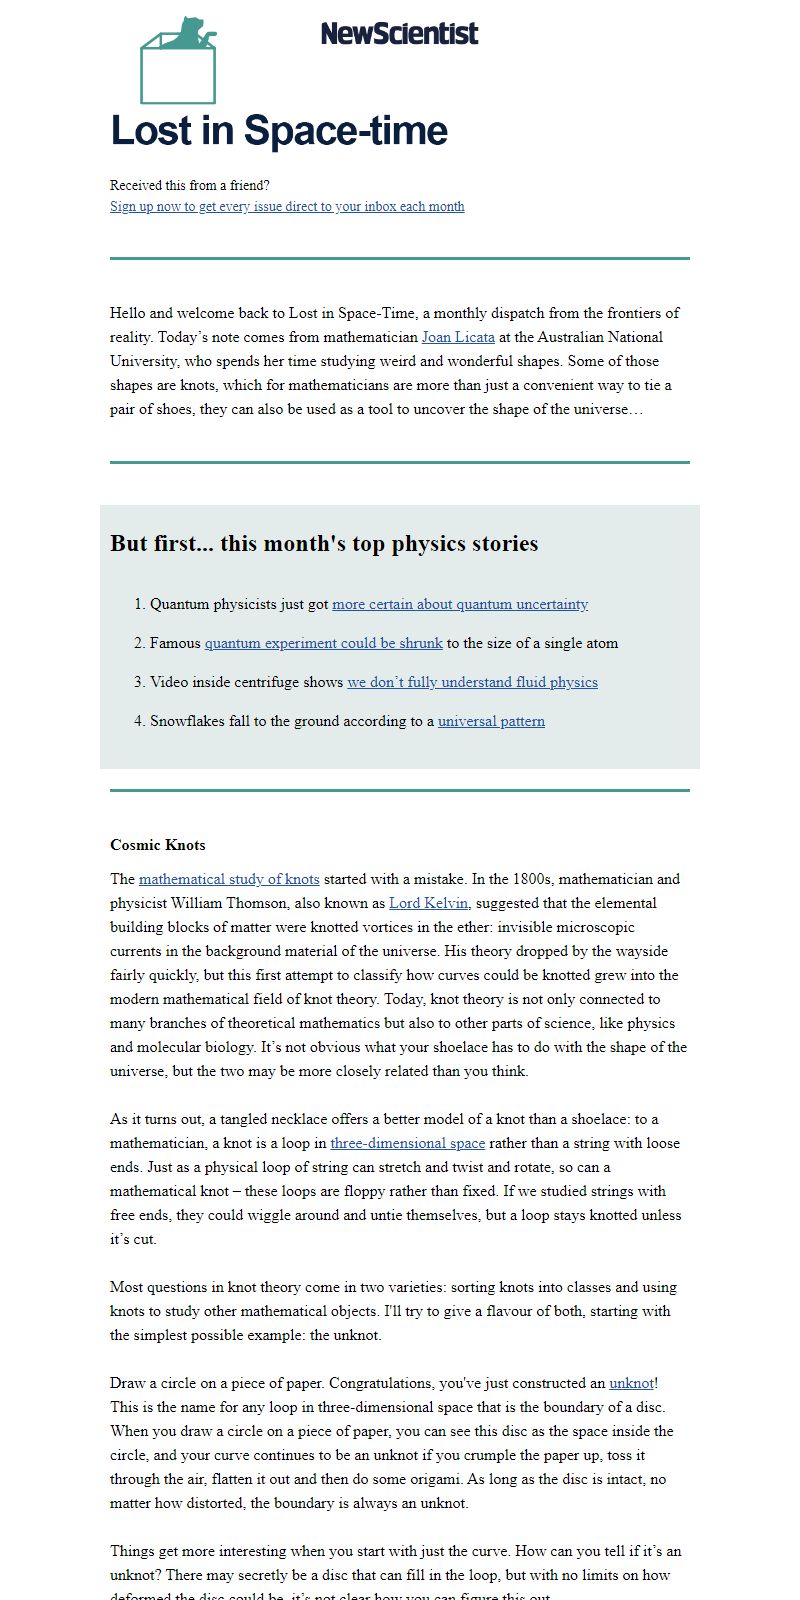 NewScientist
Lost in Space-time
Received this from a friend?
Sign up now to get every issue direct to your inbox each month
Hello and welcome back to Lost in Space-Time, a monthly dispatch from the frontiers of
reality. Today’s note comes from mathematician Joan Licata at the Australian National
University, who spends her time studying weird and wonderful shapes. Some of those
shapes are knots, which for mathematicians are more than just a convenient way to tie a
pair of shoes, they can also be used as a tool to uncover the shape of the universe…
But first... this month's top physics stories
1. Quantum physicists just got more certain about quantum uncertainty
2. Famous quantum experiment could be shrunk to the size of a single atom
3. Video inside centrifuge shows we don’t fully understand fluid physics
4. Snowflakes fall to the ground according to a universal pattern
Cosmic Knots
The mathematical study of knots started with a mistake. In the 1800s, mathematician and
physicist William Thomson, also known as Lord Kelvin, suggested that the elemental
building blocks of matter were knotted vortices in the ether: invisible microscopic
currents in the background material of the universe. His theory dropped by the wayside
fairly quickly, but this first attempt to classify how curves could be knotted grew into the
modern mathematical field of knot theory. Today, knot theory is not only connected to
many branches of theoretical mathematics but also to other parts of science, like physics
and molecular biology. It’s not obvious what your shoelace has to do with the shape of the
universe, but the two may be more closely related than you think.
As it turns out, a tangled necklace offers a better model of a knot than a shoelace: to a
mathematician, a knot is a loop in three-dimensional space rather than a string with loose
ends. Just as a physical loop of string can stretch and twist and rotate, so can a
mathematical knot – these loops are floppy rather than fixed. If we studied strings with
free ends, they could wiggle around and untie themselves, but a loop stays knotted unless
it’s cut.
Most questions in knot theory come in two varieties: sorting knots into classes and using
knots to study other mathematical objects. I'll try to give a flavour of both, starting with
the simplest possible example: the unknot.
Draw a circle on a piece of paper. Congratulations, you've just constructed an unknot!
This is the name for any loop in three-dimensional space that is the boundary of a disc.
When you draw a circle on a piece of paper, you can see this disc as the space inside the
circle, and your curve continues to be an unknot if you crumple the paper up, toss it
through the air, flatten it out and then do some origami. As long as the disc is intact, no
matter how distorted, the boundary is always an unknot.
Things get more interesting when you start with just the curve. How can you tell if it’s an
unknot? There may secretly be a disc that can fill in the loop, but with no limits on how
deformed the disc could be, it’s not clear how you can figure this out.